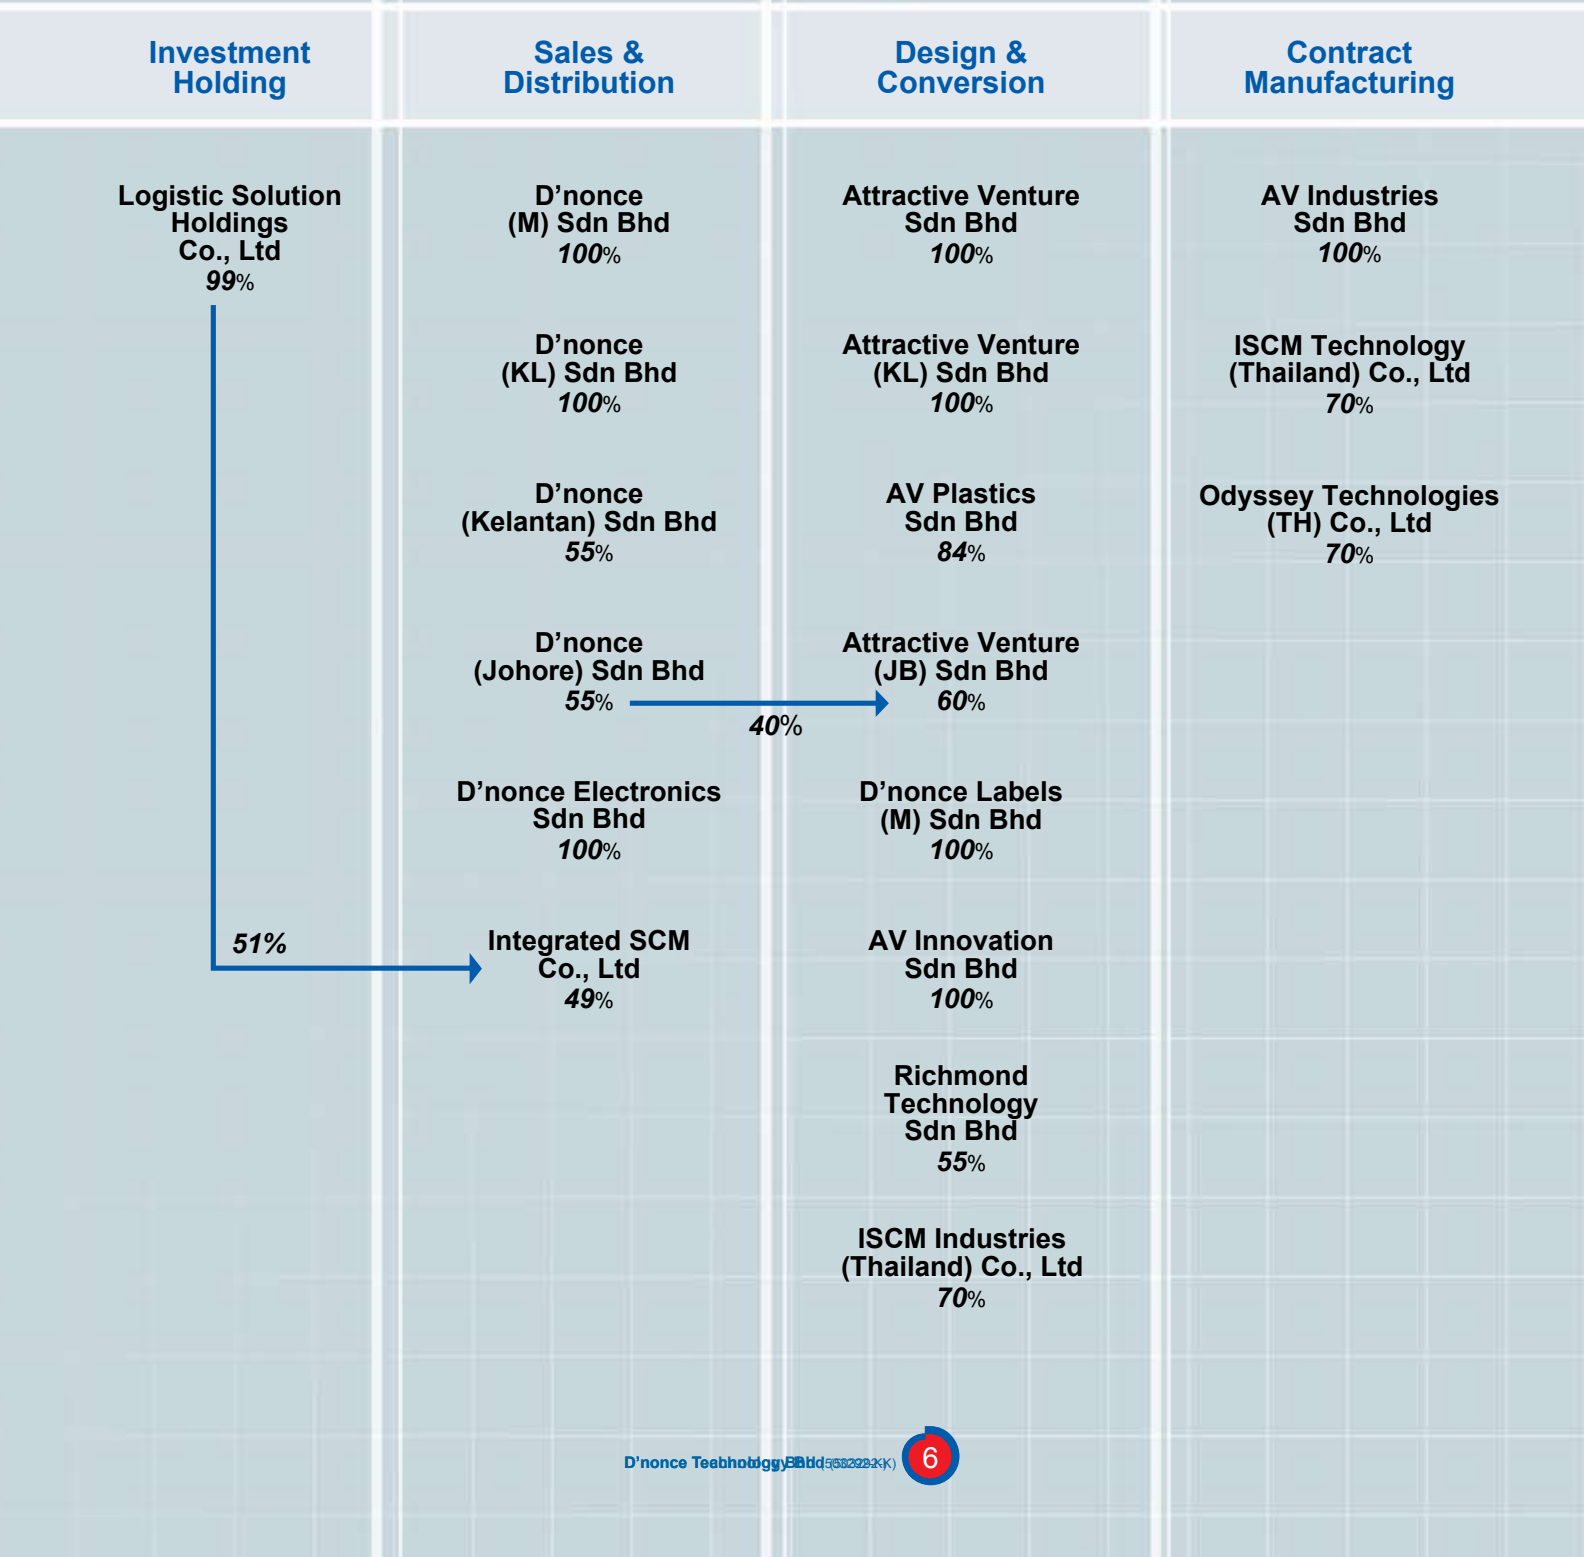 Investment
Holding
Sales &
Distribution
Design &
Conversion
Contract
Manufacturing
Logistic Solution
Holdings
Co., Ltd
99%
51%
D’nonce
(M) Sdn Bhd
100%
D’nonce
(KL) Sdn Bhd
100%
D’nonce
(Kelantan) Sdn Bhd
55%
D’nonce
(Johore) Sdn Bhd
55%
40%
D’nonce Electronics
Sdn Bhd
100%
Integrated SCM
Co., Ltd
49%
Attractive Venture
Sdn Bhd
100%
Attractive Venture
(KL) Sdn Bhd
100%
AV Plastics
Sdn Bhd
84%
Attractive Venture
(JB) Sdn Bhd
60%
D’nonce Labels
(M) Sdn Bhd
100%
AV Innovation
Sdn Bhd
100%
Richmond
Technology
Sdn Bhd
55%
ISCM Industries
(Thailand) Co., Ltd
70%
AV Industries
Sdn Bhd
100%
ISCM Technology
(Thailand) Co., Ltd
70%
Odyssey Technologies
(TH) Co., Ltd
70%
D’nonce Technology Bhd
6